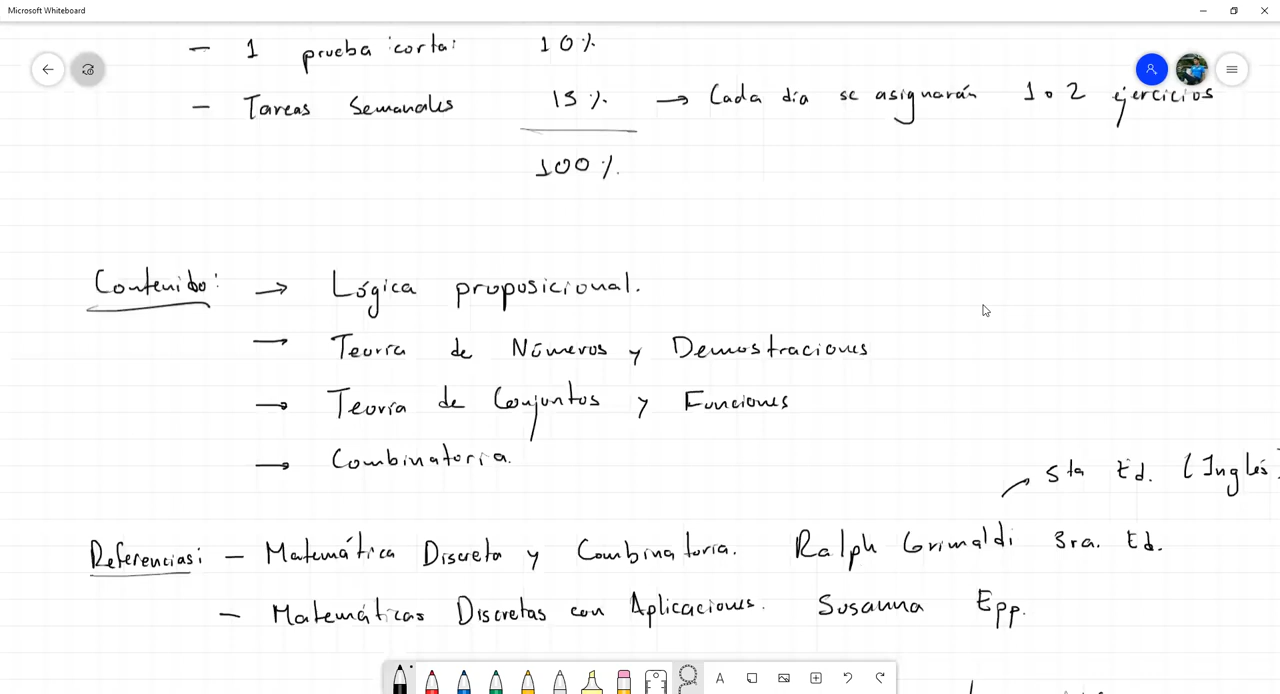 Microsoft Whiteboard
- 1 prueba corta: 10%
- Tareas Semanales 15% → Cada día se asignarán 1 o 2 ejercicios
100%
Contenido: → Lógica proposicional.
→ Teoría de Números y Demostraciones
→ Teoría de Conjuntos y Funciones
→ Combinatoria.
5ta Ed. (Inglés)
Referencias: - Matemática Discreta y Combinatoria. Ralph Grimaldi 3ra. Ed.
- Matemáticas Discretas con Aplicaciones. Susanna Epp.